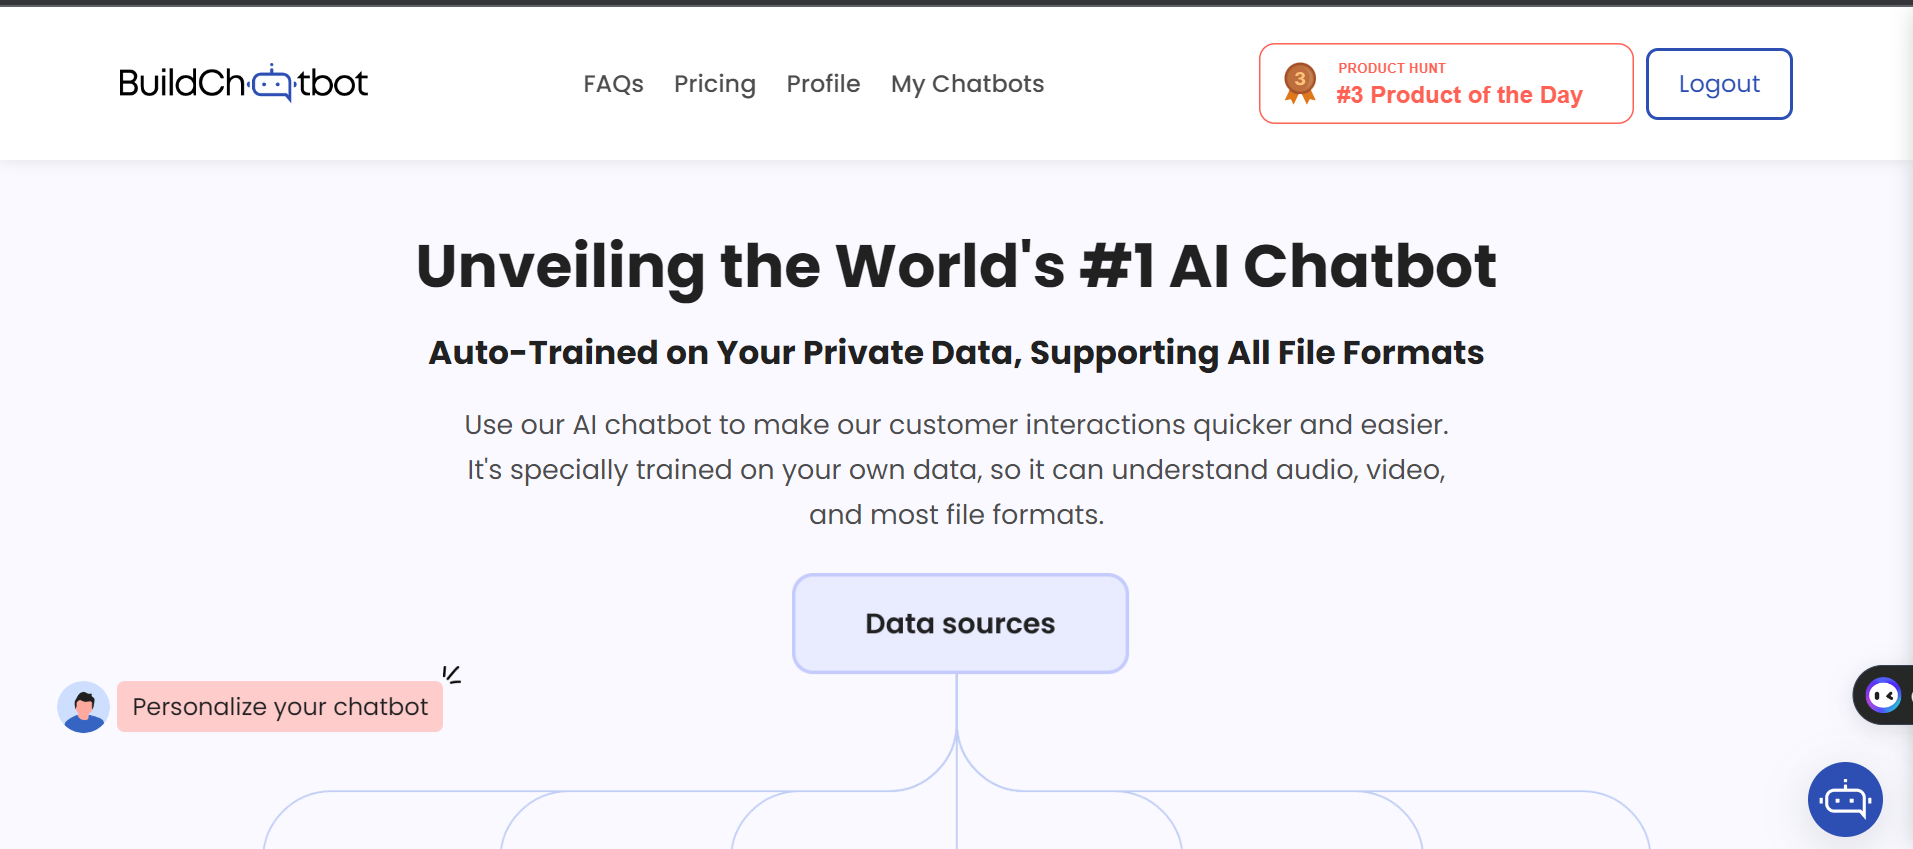 BuildChatbot
FAQs
Pricing
Profile
My Chatbots
3
PRODUCT HUNT
#3 Product of the Day
Logout
Unveiling the World's #1 AI Chatbot
Auto-Trained on Your Private Data, Supporting All File Formats
Use our AI chatbot to make our customer interactions quicker and easier.
It's specially trained on your own data, so it can understand audio, video,
and most file formats.
Data sources
Personalize your chatbot